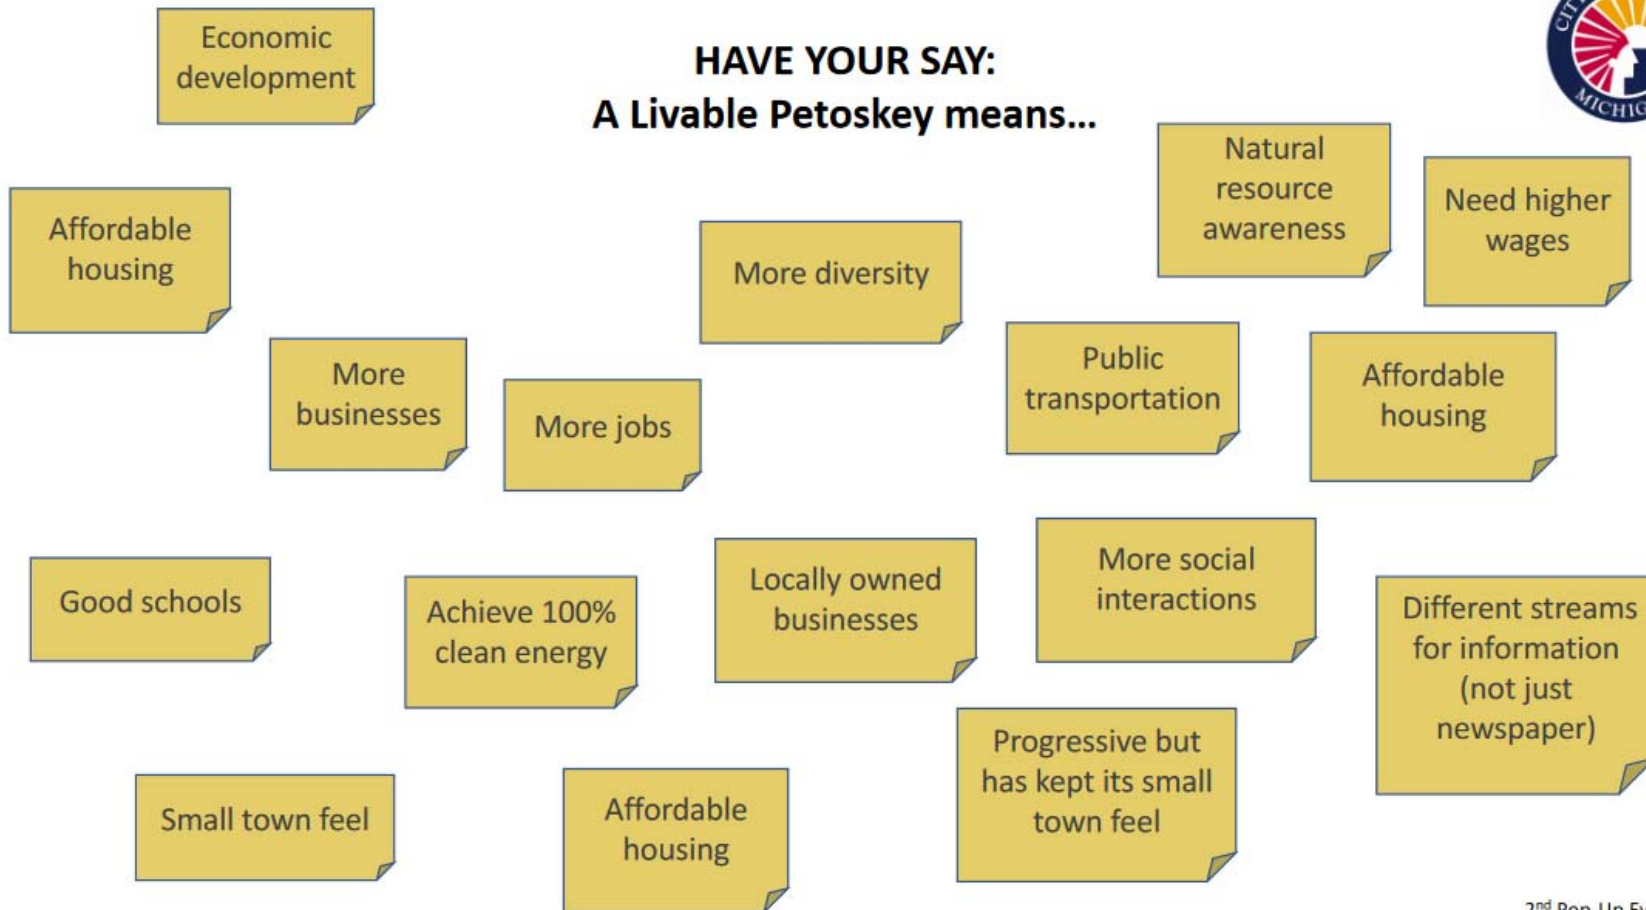 HAVE YOUR SAY:
A Livable Petoskey means...
Economic
development
Natural
resource
awareness
Need higher
wages
Affordable
housing
More diversity
More
businesses
More jobs
Public
transportation
Affordable
housing
Good schools
Achieve 100%
clean energy
Locally owned
businesses
More social
interactions
Different streams
for information
(not just
newspaper)
Small town feel
Affordable
housing
Progressive but
has kept its small
town feel
2nd Pop-Up